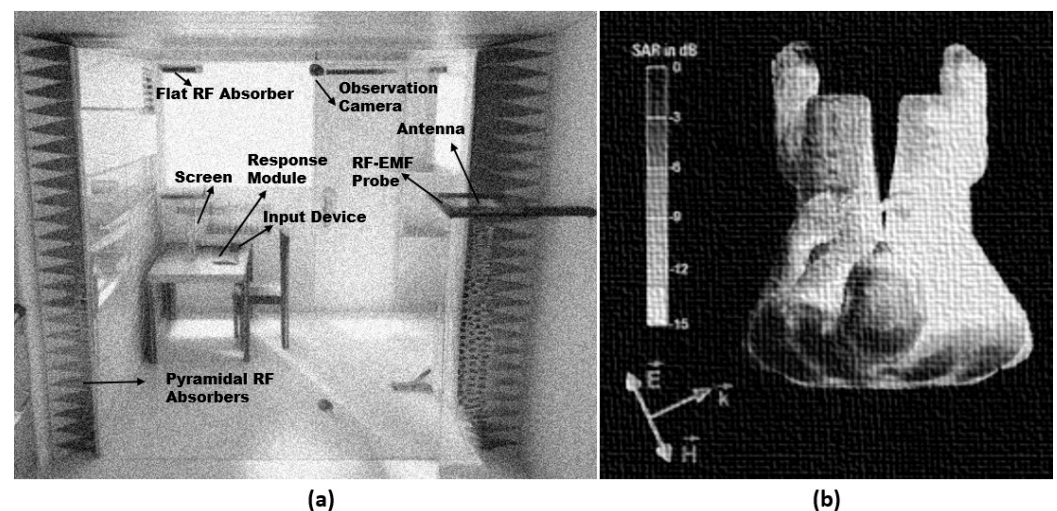 Flat RF Absorber
Observation
Camera
Antenna
RF-EMF
Probe
Response
Module
Screen
Input Device
Pyramidal RF
Absorbers
SAR in dB
0
-3
-6
-9
-12
-15
E
k
H
(a)
(b)